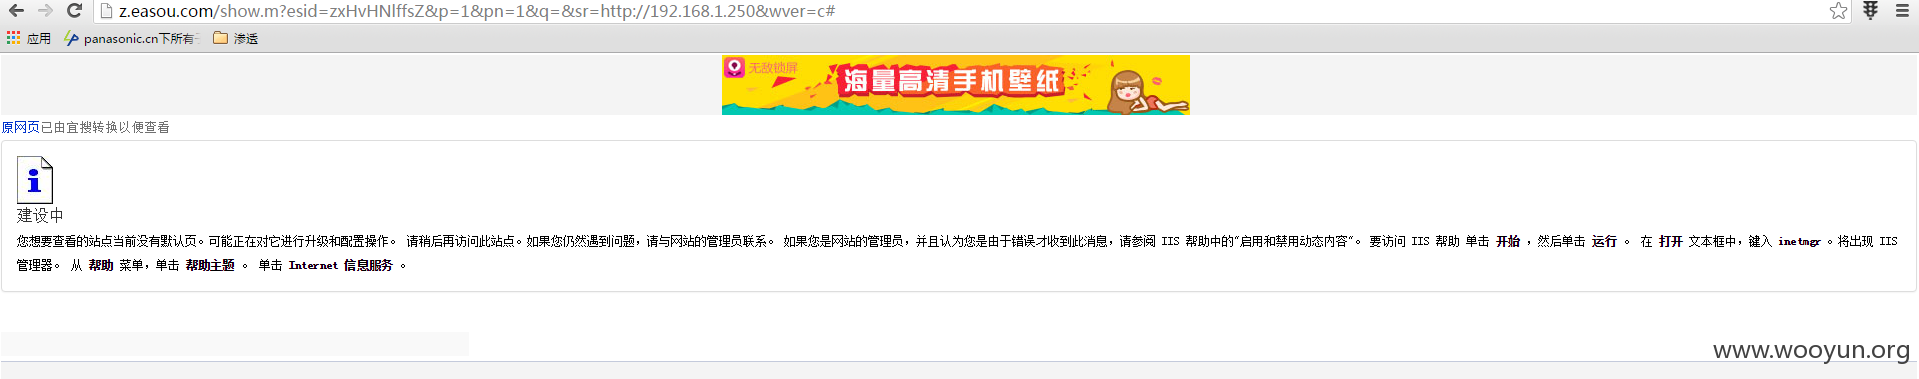 z.easou.com/show.m?esid=zxHvHNlffsZ&p=1&pn=1&q=&sr=http://192.168.1.250&wver=c#
应用 panasonic.cn下所有 渗透
无敌锁屏 海量高清手机壁纸
原网页已由宜搜转换以便查看
建设中
您想要查看的站点当前没有默认页。可能正在对它进行升级和配置操作。 请稍后再访问此站点。如果您仍然遇到问题，请与网站的管理员联系。 如果您是网站的管理员，并且认为您是由于错误才收到此消息，请参阅 IIS 帮助中的"启用和禁用动态内容"。 要访问 IIS 帮助 单击 开始 ，然后单击 运行 。 在 打开 文本框中，键入 inetmgr 。将出现 IIS
管理器。 从 帮助 菜单，单击 帮助主题 。 单击 Internet 信息服务 。
www.wooyun.org